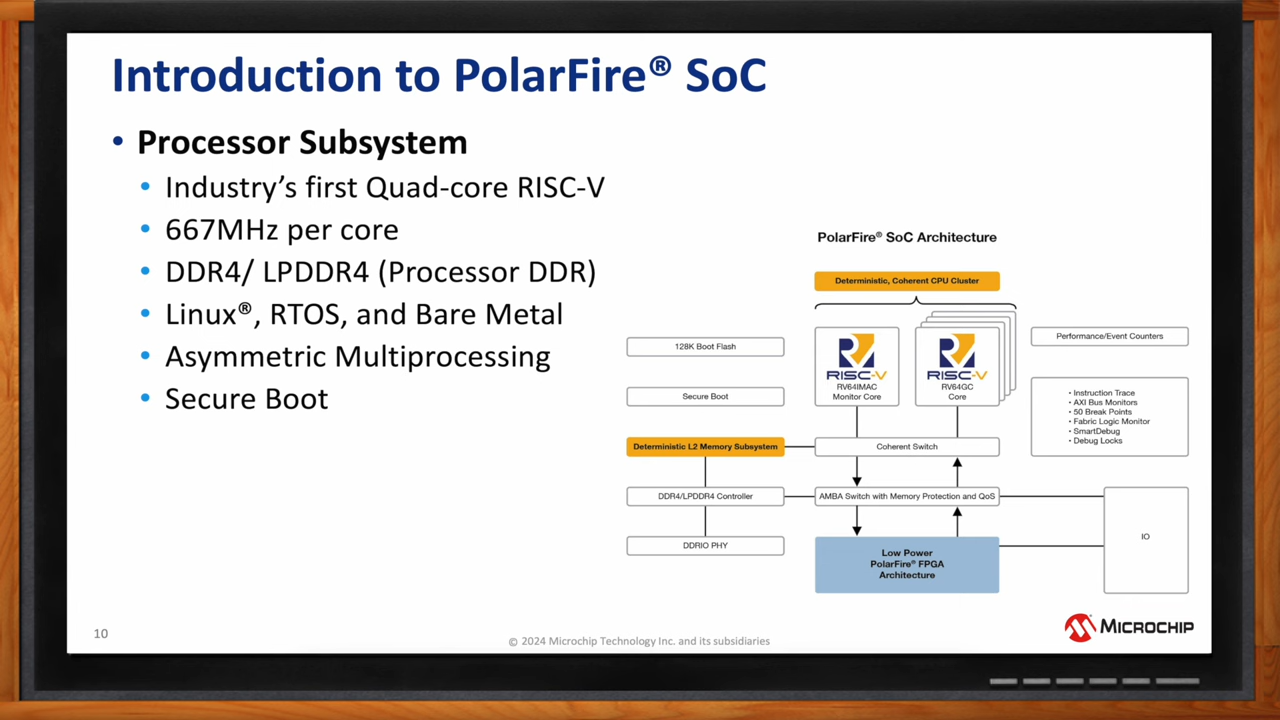 Introduction to PolarFire® SoC
• Processor Subsystem
• Industry’s first Quad-core RISC-V
• 667MHz per core
• DDR4/ LPDDR4 (Processor DDR)
• Linux®, RTOS, and Bare Metal
• Asymmetric Multiprocessing
• Secure Boot
PolarFire® SoC Architecture
Deterministic, Coherent CPU Cluster
128K Boot Flash
Secure Boot
Deterministic L2 Memory Subsystem
DDR4/LPDDR4 Controller
DDRIO PHY
RISC-V
RV64IMAC
Monitor Core
RISC-V
RV64GC
Core
Coherent Switch
AMBA Switch with Memory Protection and QoS
Low Power
PolarFire® FPGA
Architecture
Performance/Event Counters
• Instruction Trace
• AXI Bus Monitors
• 50 Break Points
• Fabric Logic Monitor
• SmartDebug
• Debug Locks
IO
10
© 2024 Microchip Technology Inc. and its subsidiaries
MICROCHIP